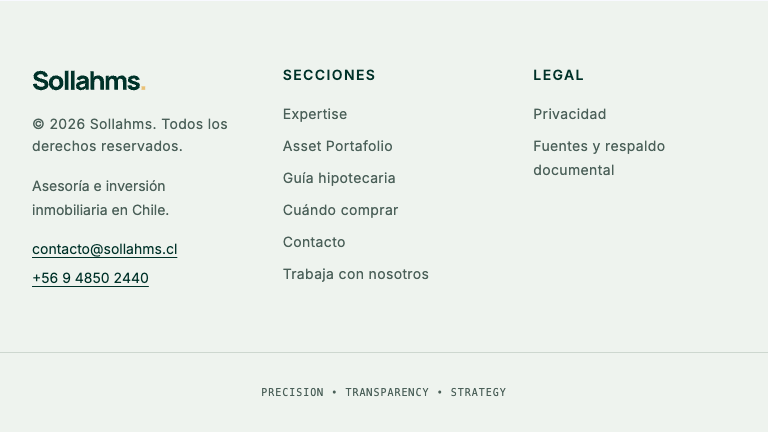 Sollahms.
© 2026 Sollahms. Todos los
derechos reservados.
Asesoría e inversión
inmobiliaria en Chile.
contacto@sollahms.cl
+56 9 4850 2440
SECCIONES
Expertise
Asset Portafolio
Guía hipotecaria
Cuándo comprar
Contacto
Trabaja con nosotros
LEGAL
Privacidad
Fuentes y respaldo
documental
PRECISION • TRANSPARENCY • STRATEGY